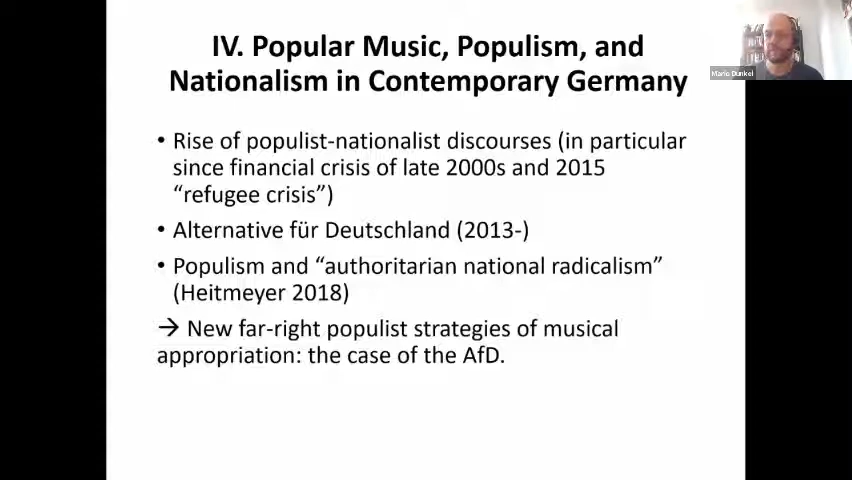 IV. Popular Music, Populism, and
Nationalism in Contemporary Germany
Mario Dunkel
• Rise of populist-nationalist discourses (in particular
since financial crisis of late 2000s and 2015
“refugee crisis”)
• Alternative für Deutschland (2013-)
• Populism and “authoritarian national radicalism”
(Heitmeyer 2018)
→ New far-right populist strategies of musical
appropriation: the case of the AfD.